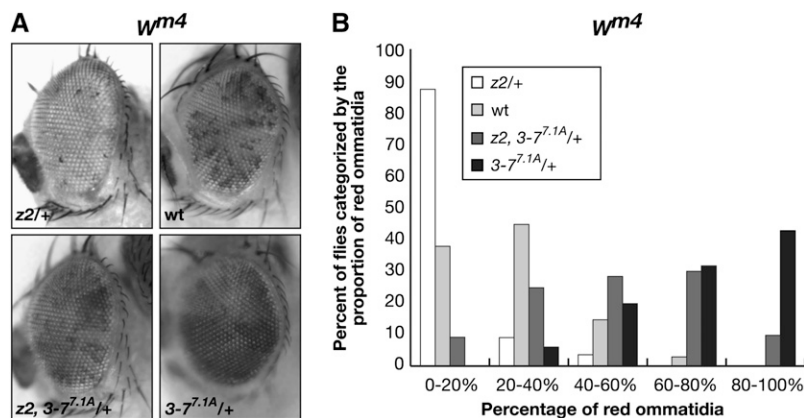 A
W^m4
z2/+
wt
z2, 3-7^7.1A/+
3-7^7.1A/+
B
W^m4
Percent of flies categorized by the
proportion of red ommatidia
100
90
80
70
60
50
40
30
20
10
0
z2/+
wt
z2, 3-7^7.1A/+
3-7^7.1A/+
0-20%
20-40%
40-60%
60-80%
80-100%
Percentage of red ommatidia